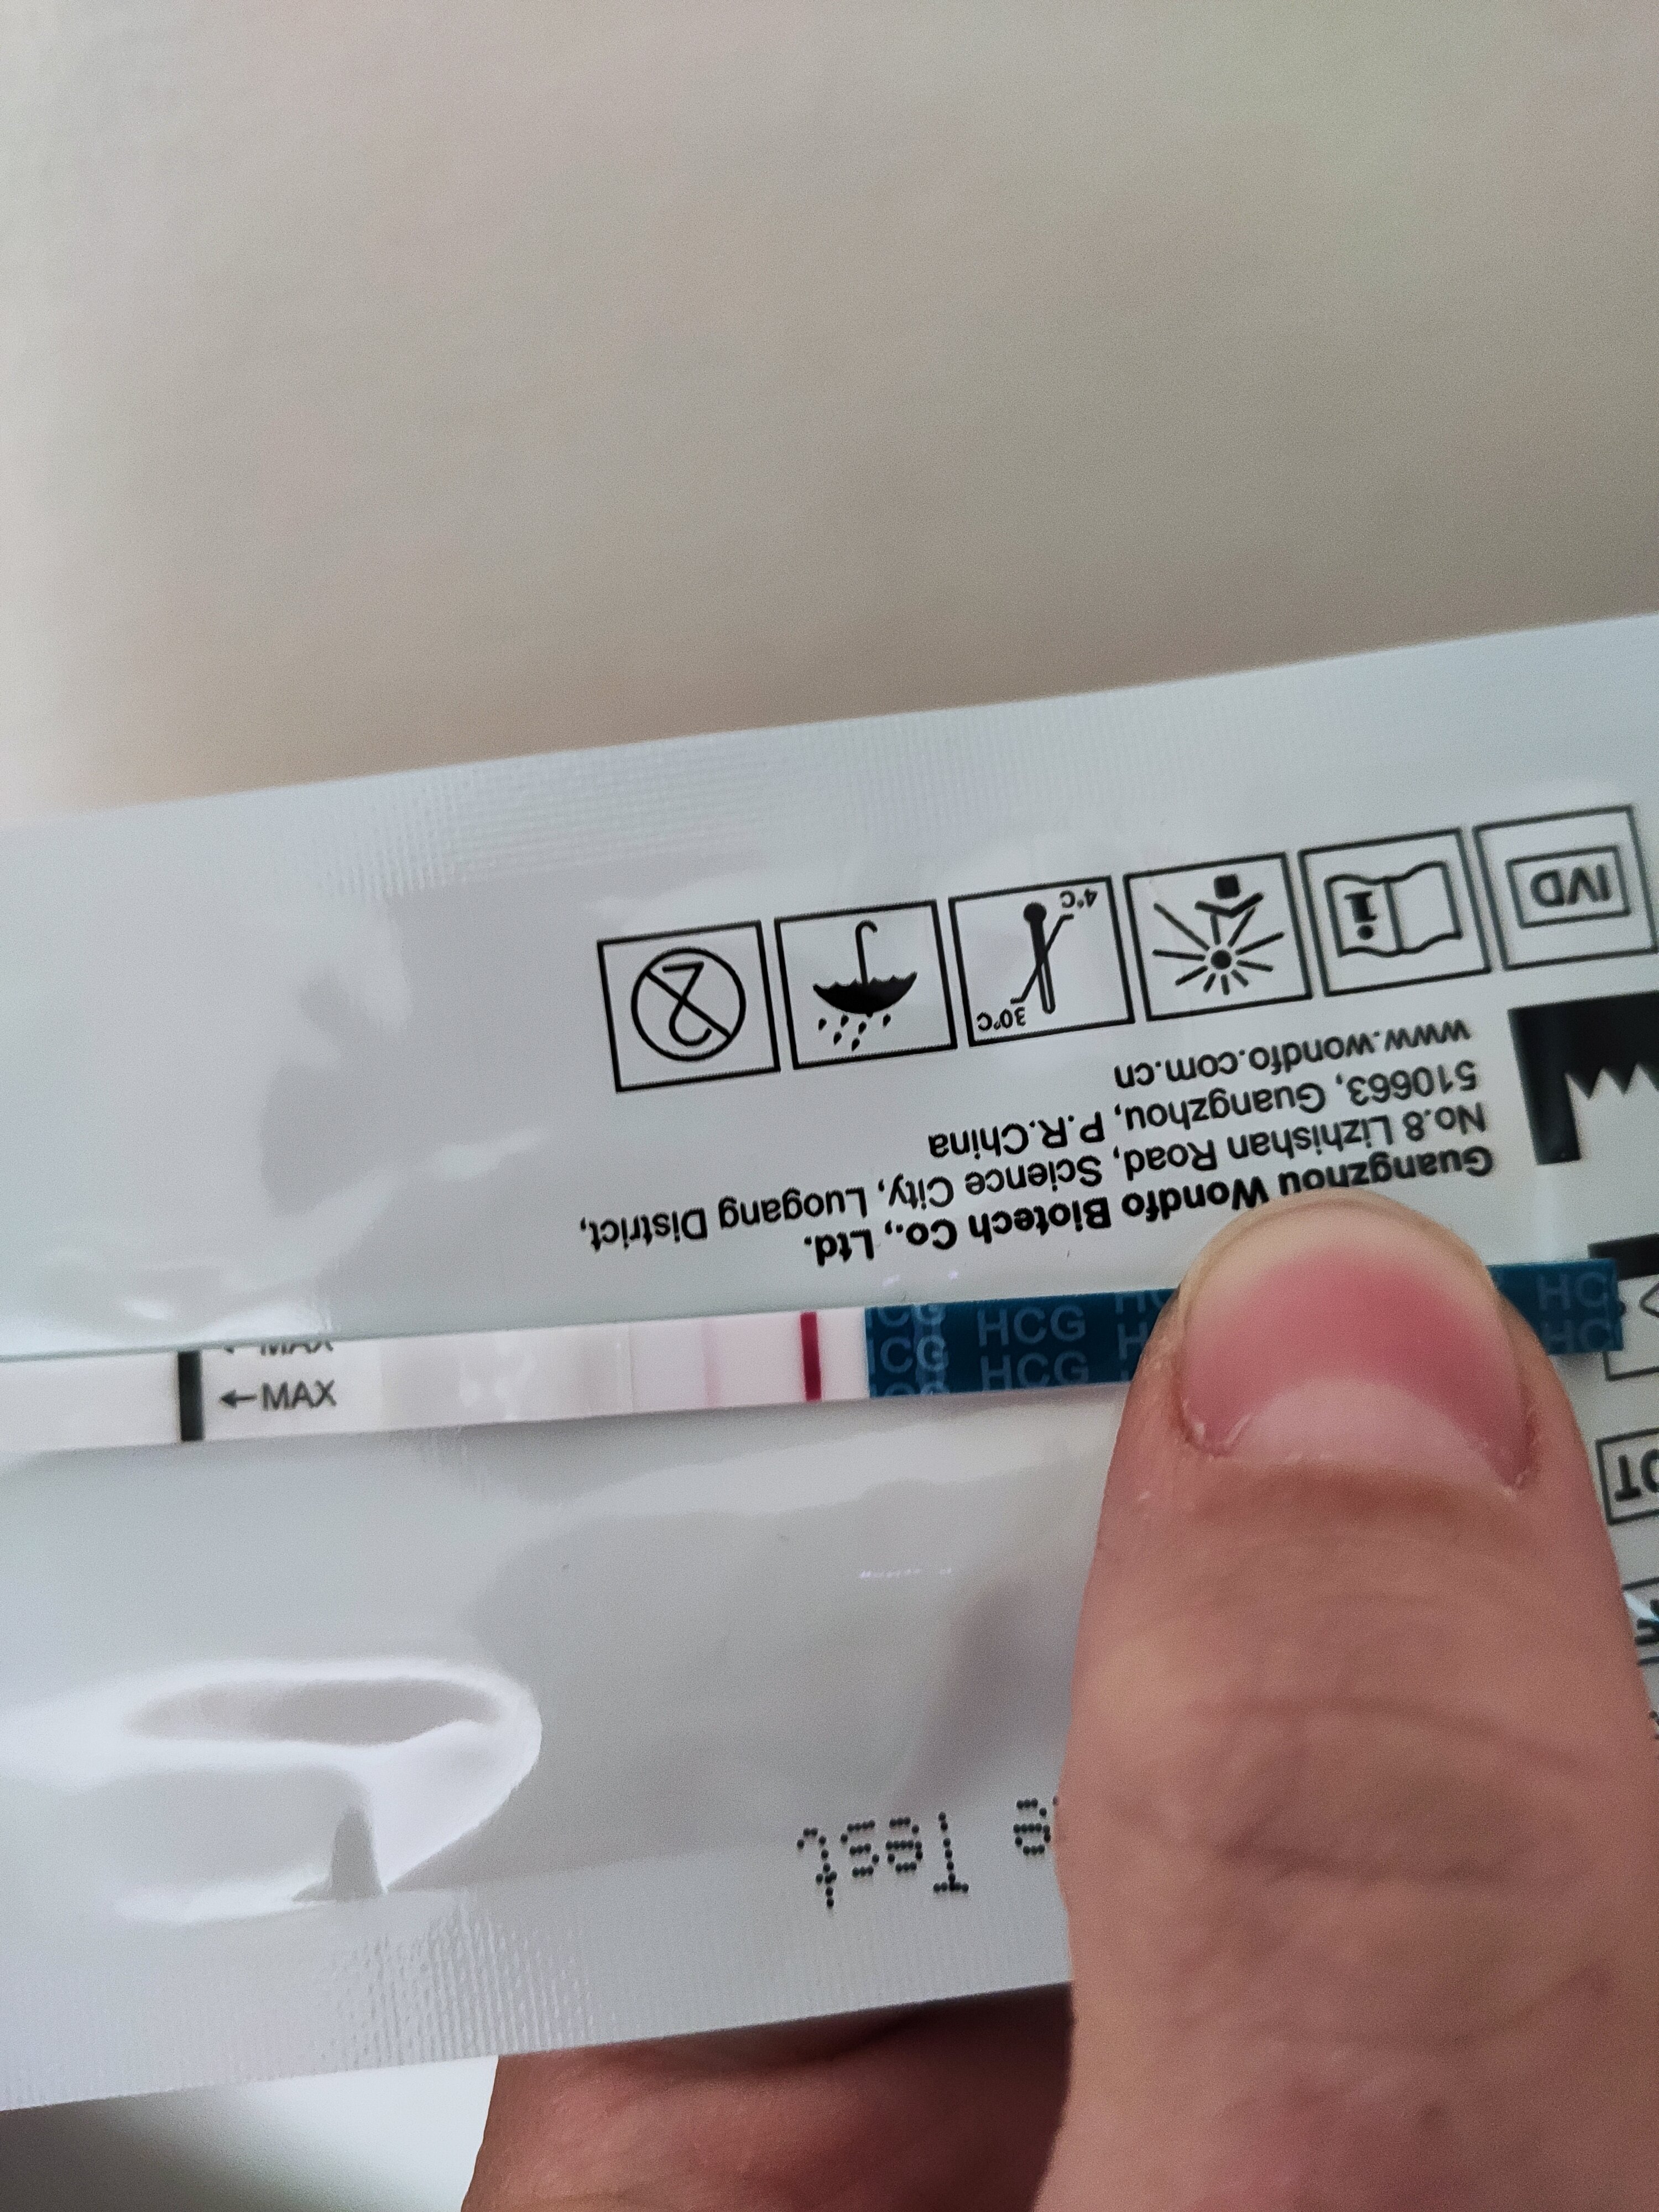 IVD
4°C
30°C
Guangzhou Wondfo Biotech Co., Ltd.
No.8 Lizhishan Road, Science City, Luogang District,
510663, Guangzhou, P.R.China
www.wondfo.com.cn
←MAX
←MAX
HCG
HCG
HCG
HCG
Test